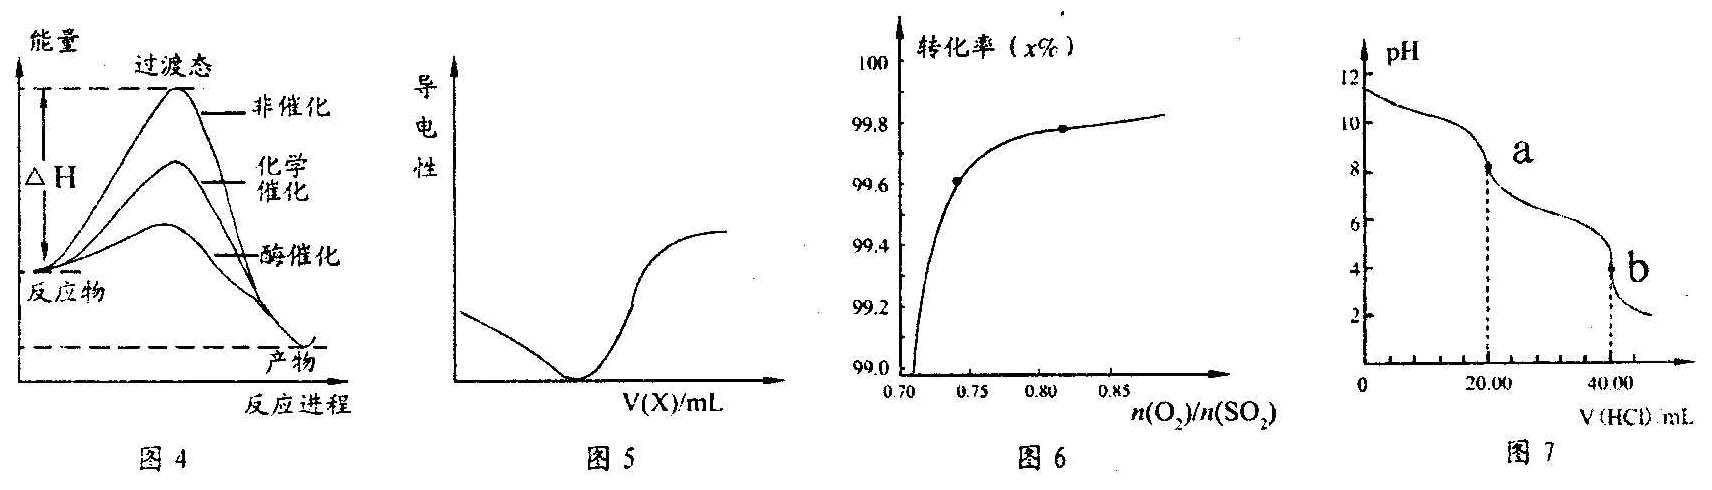 能量
过渡态
非催化
△H
化学
催化
酶催化
反应物
产物
反应进程
图 4
导
电
性
V(X)/mL
图 5
转化率(x%)
100
99.8
99.6
99.4
99.2
99.0
0.70
0.75
0.80
0.85
n(O₂)/n(SO₂)
图 6
pH
12
10
8
6
4
2
a
b
0
20.00
40.00
V(HCl) mL
图 7